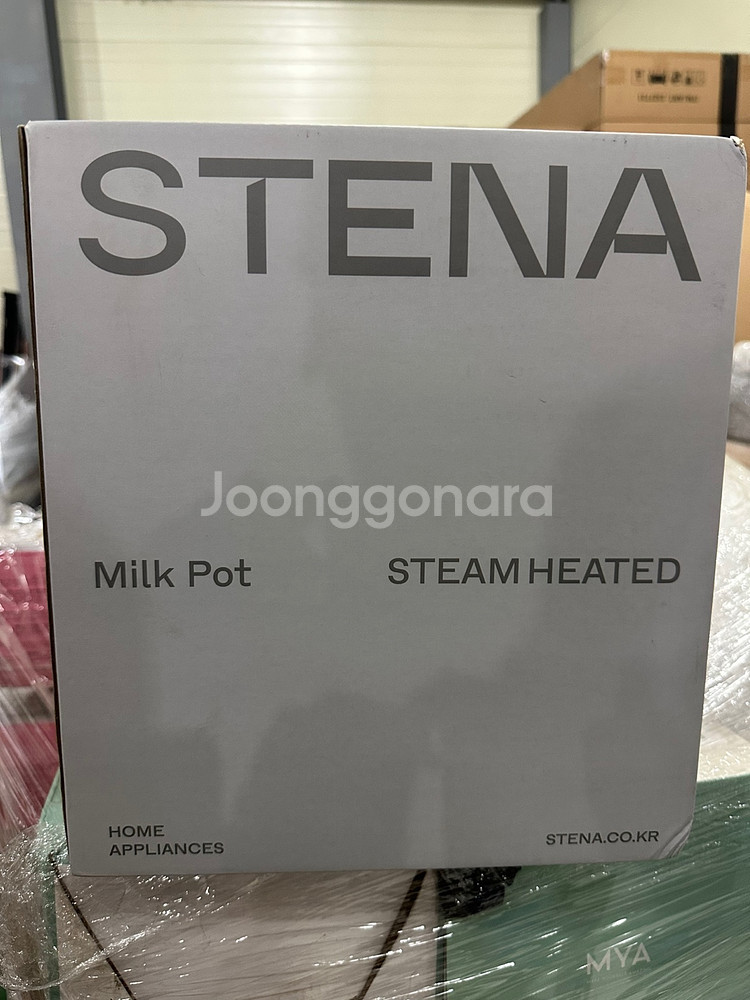 STENA
Joonggonara
Milk Pot
STEAM HEATED
HOME
APPLIANCES
STENA.CO.KR
MYA